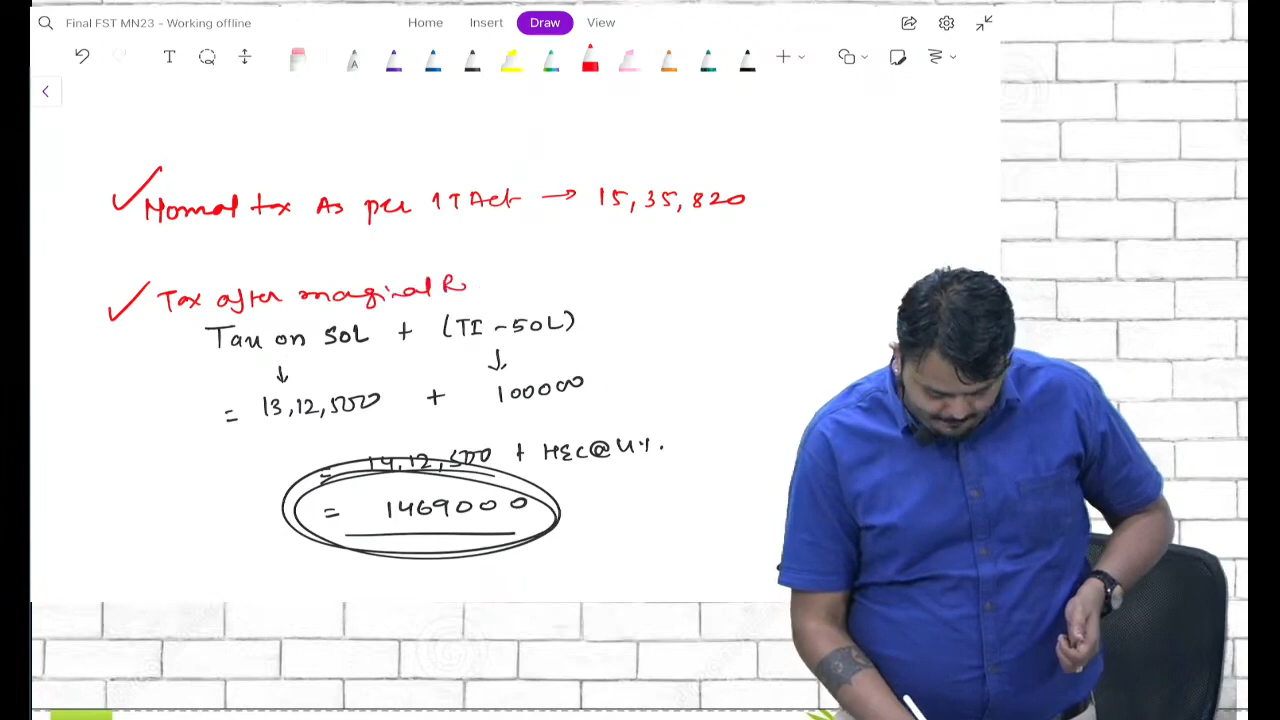 Final FST MN23 - Working offline
Home Insert Draw View
Normal tax As per IT Act → 15,35,820
Tax after marginal R
Tax on 50L + (TI - 50L)
= 13,12,500 + 100000
= 14,12,500 + H&EC@4%.
= 1469000